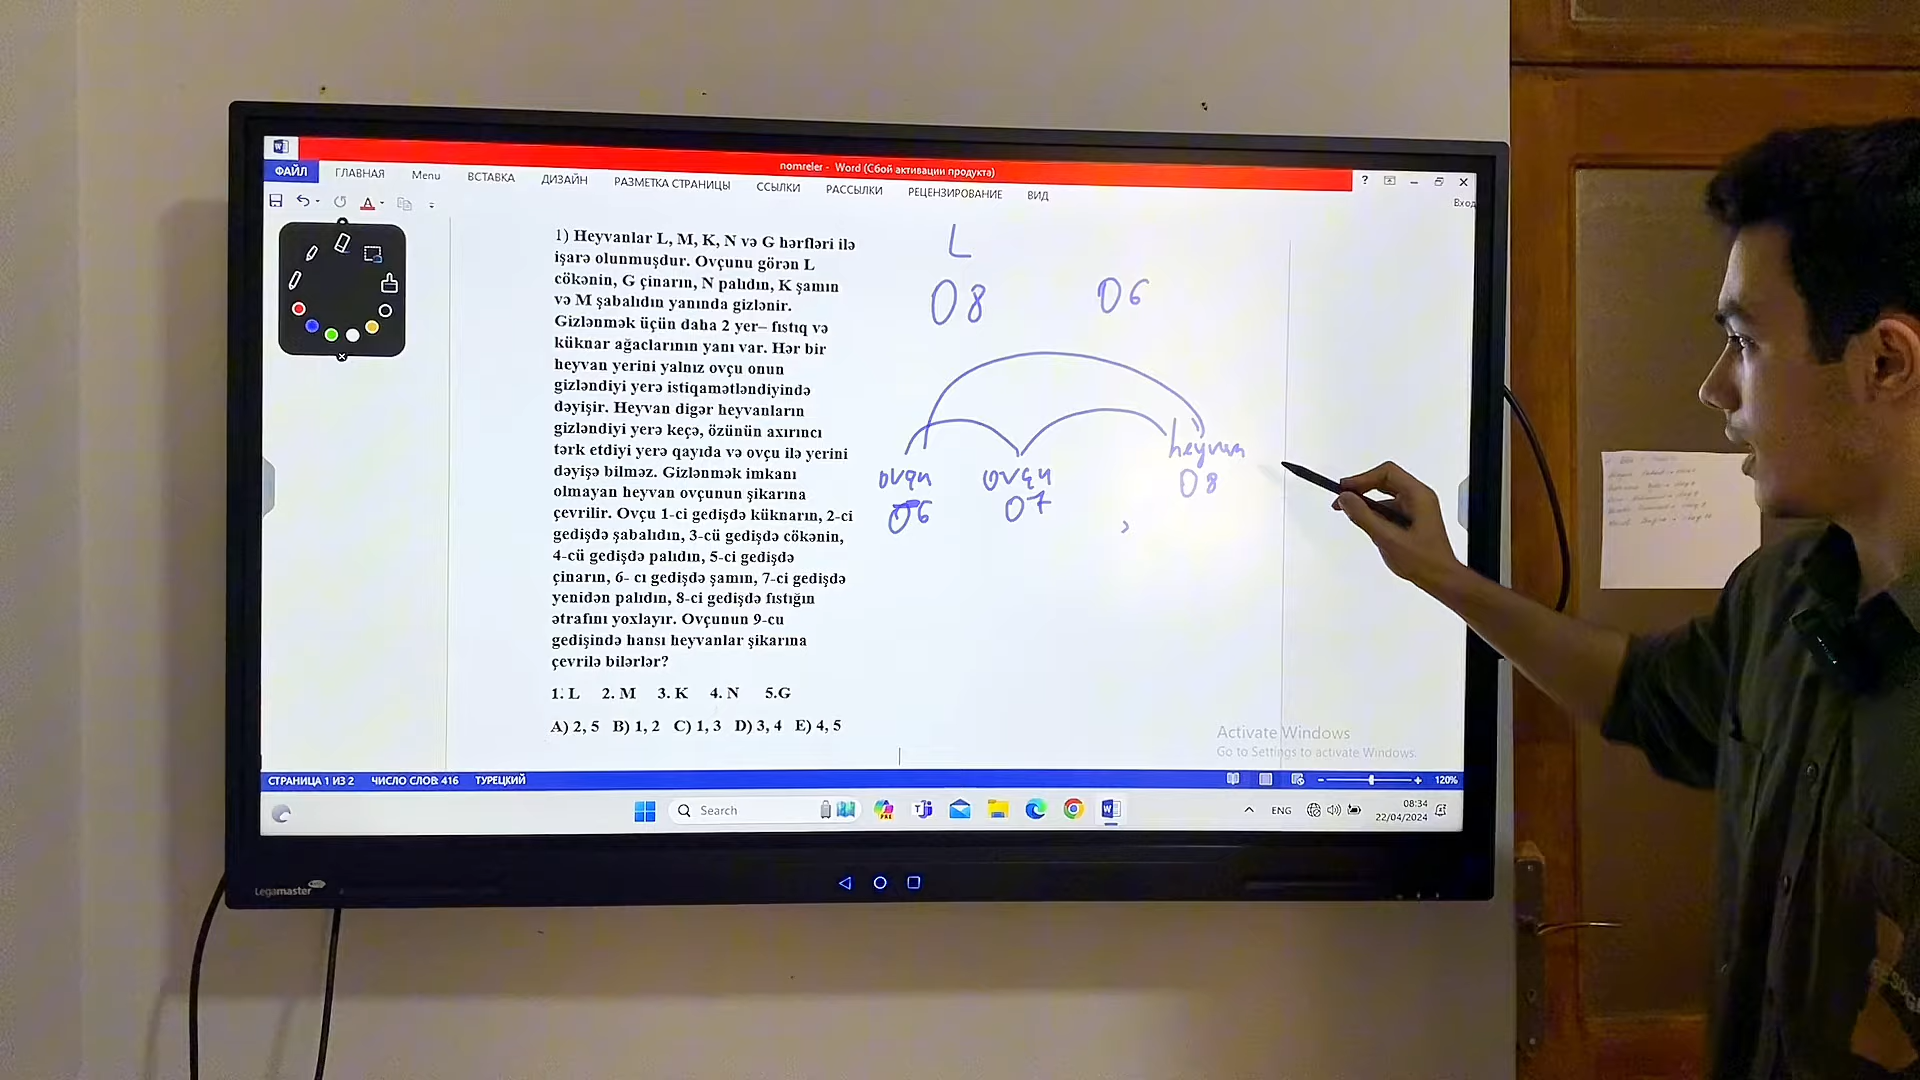 nomreler - Word (Сбой активации продукта)
ФАЙЛ ГЛАВНАЯ Menu ВСТАВКА ДИЗАЙН РАЗМЕТКА СТРАНИЦЫ ССЫЛКИ РАССЫЛКИ РЕЦЕНЗИРОВАНИЕ ВИД
Вход
1) Heyvanlar L, M, K, N və G hərfləri ilə
işarə olunmuşdur. Ovçunu görən L
cökənin, G çinarın, N palıdın, K şamın
və M şabalıdın yanında gizlənir.
Gizlənmək üçün daha 2 yer– fıstıq və
küknar ağaclarının yanı var. Hər bir
heyvan yerini yalnız ovçu onun
gizləndiyi yerə istiqamətləndiyində
dəyişir. Heyvan digər heyvanların
gizləndiyi yerə keçə, özünün axırıncı
tərk etdiyi yerə qayıda və ovçu ilə yerini
dəyişə bilməz. Gizlənmək imkanı
olmayan heyvan ovçunun şikarına
çevrilir. Ovçu 1-ci gedişdə küknarın, 2-ci
gedişdə şabalıdın, 3-cü gedişdə cökənin,
4-cü gedişdə palıdın, 5-ci gedişdə
çinarın, 6- cı gedişdə şamın, 7-ci gedişdə
yenidən palıdın, 8-ci gedişdə fıstığın
ətrafını yoxlayır. Ovçunun 9-cu
gedişində hansı heyvanlar şikarına
çevrilə bilərlər?
1. L 2. M 3. K 4. N 5.G
A) 2, 5 B) 1, 2 C) 1, 3 D) 3, 4 E) 4, 5
L
08 06
ovçu ovçu heyvan
06 07 08
Activate Windows
Go to Settings to activate Windows.
СТРАНИЦА 1 ИЗ 2 ЧИСЛО СЛОВ: 416 ТУРЕЦКИЙ
120%
Search
ENG
08:34
22/04/2024
Legamaster